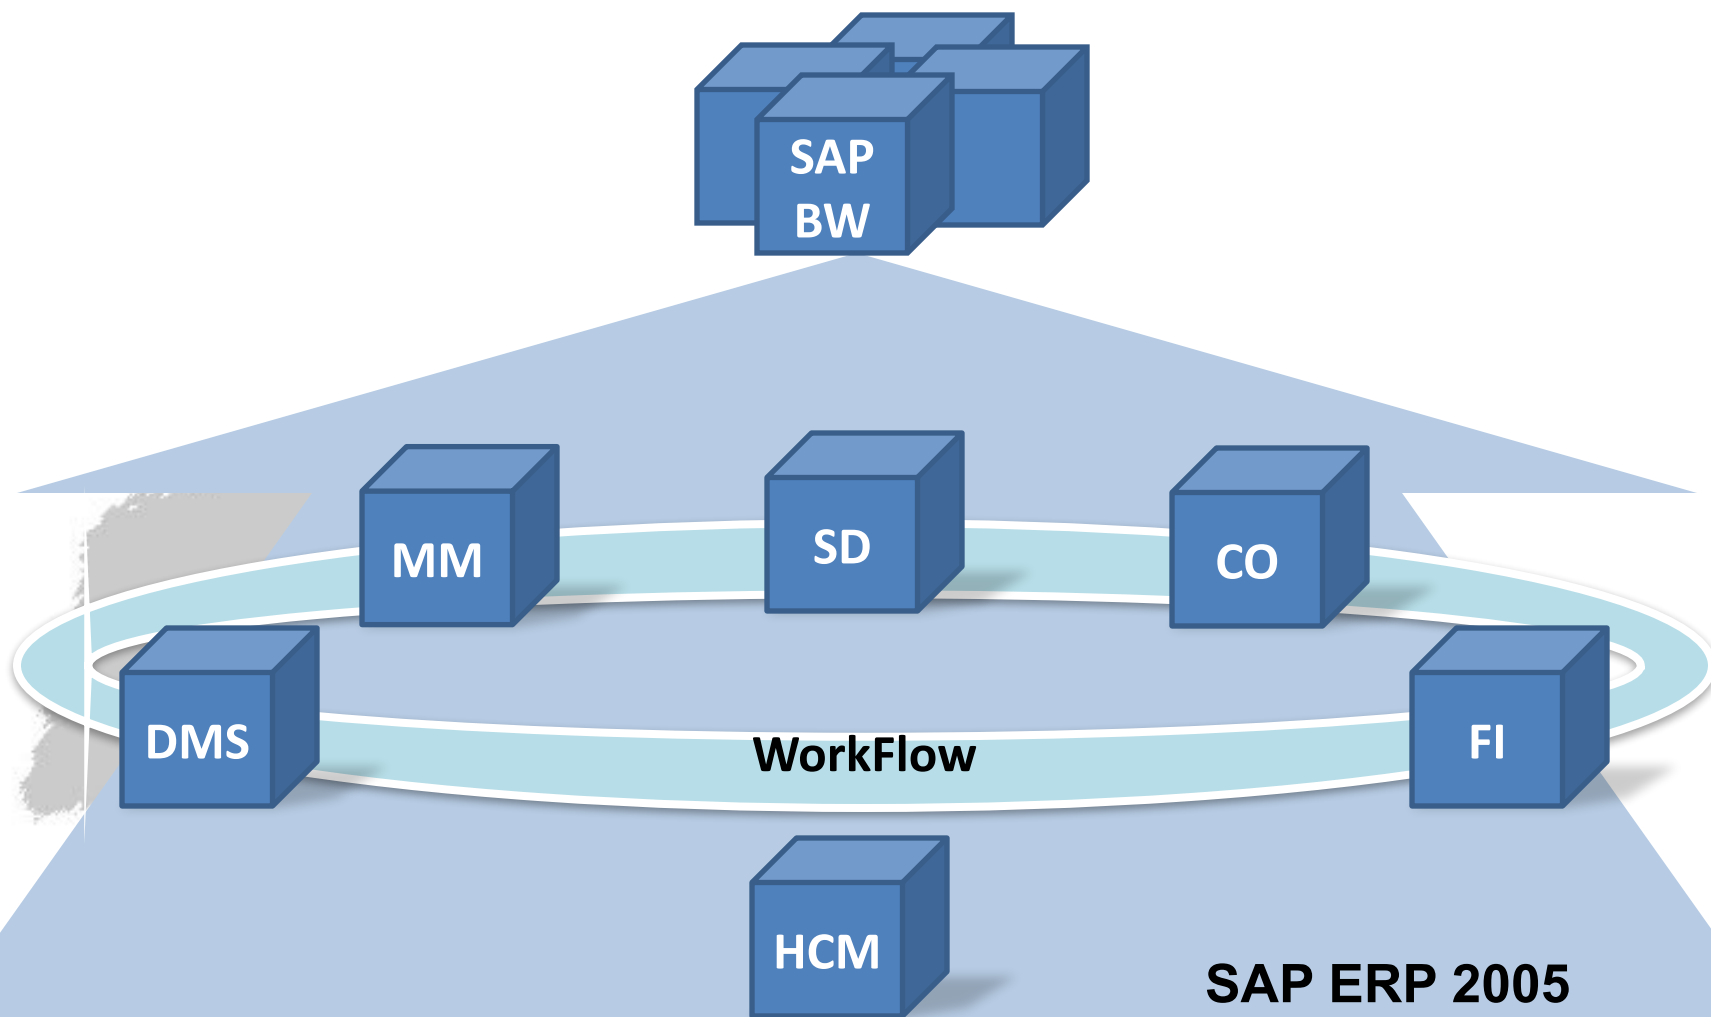 SAP
BW
MM
SD
CO
DMS
WorkFlow
FI
HCM
SAP ERP 2005